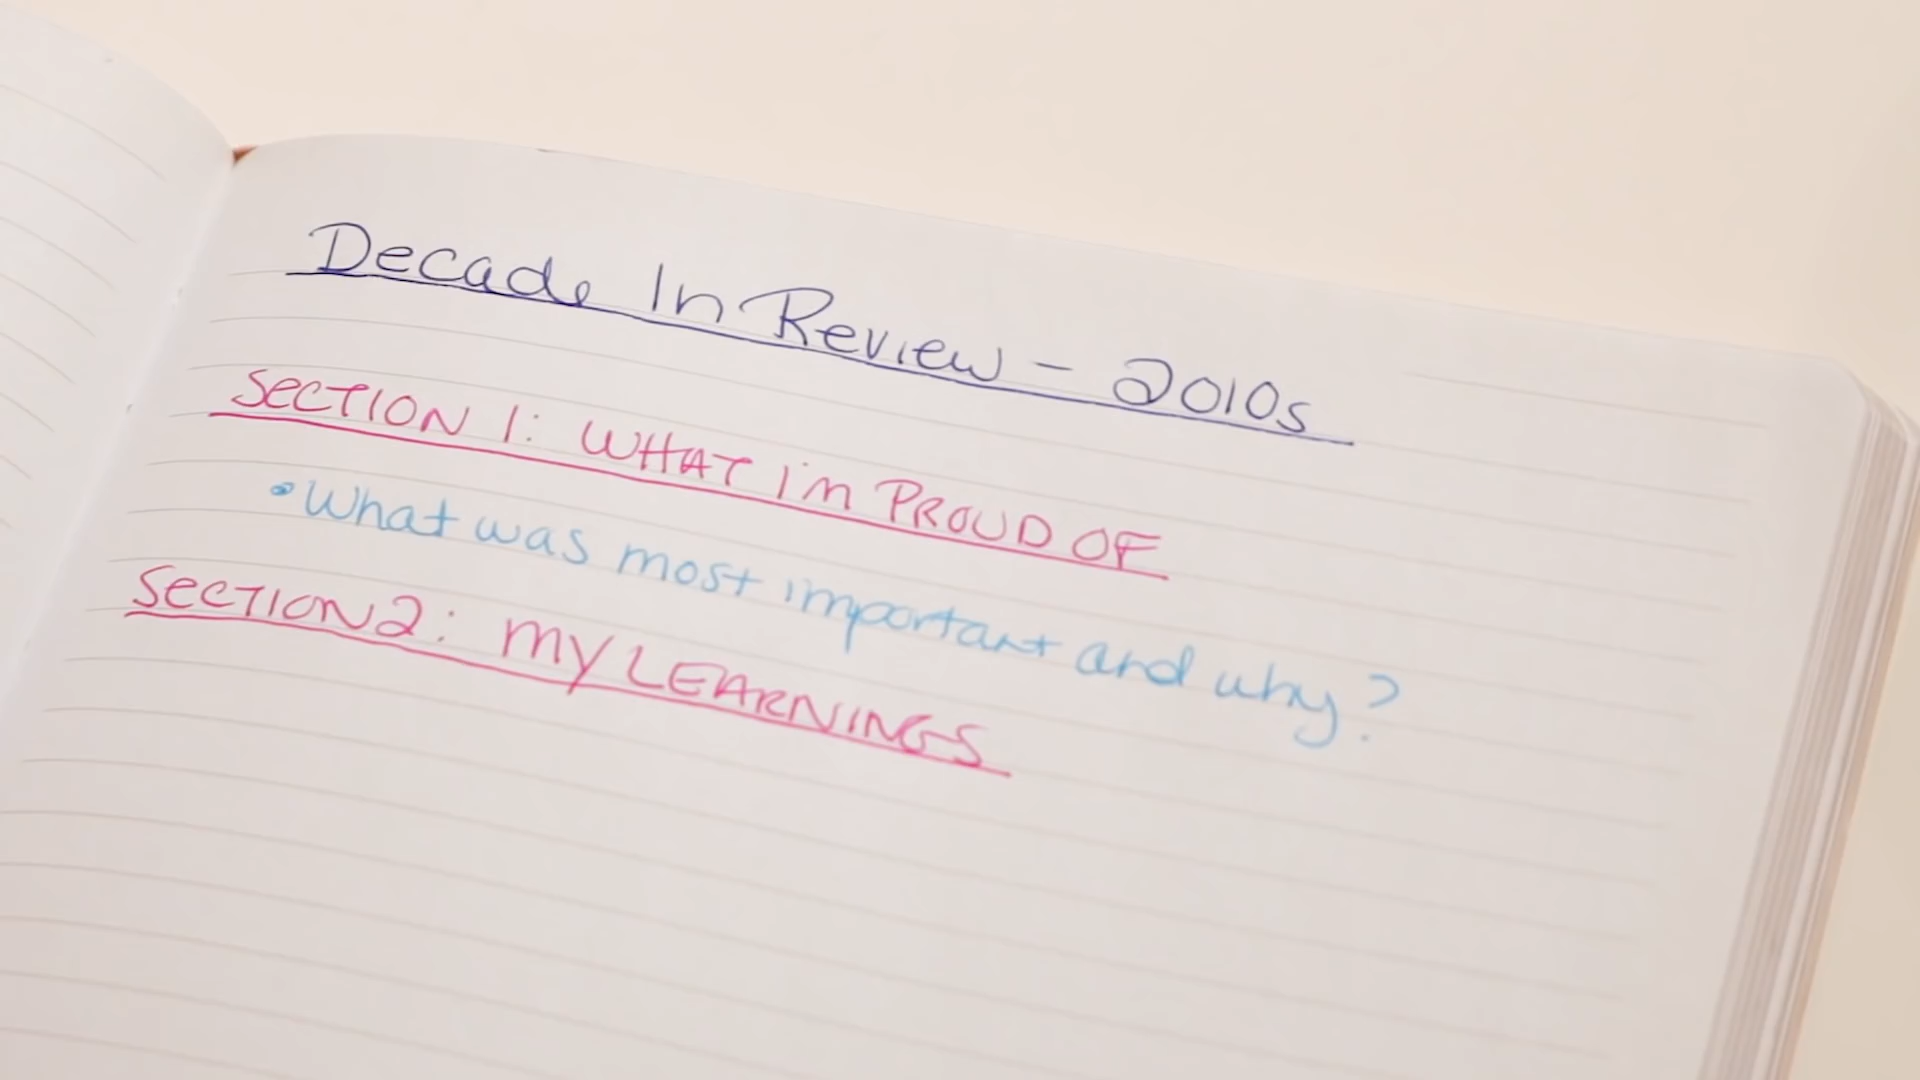 Decade In Review - 2010s
SECTION 1: WHAT Im PROUD OF
• What was most important and why?
SECTION 2: MY LEARNINGS